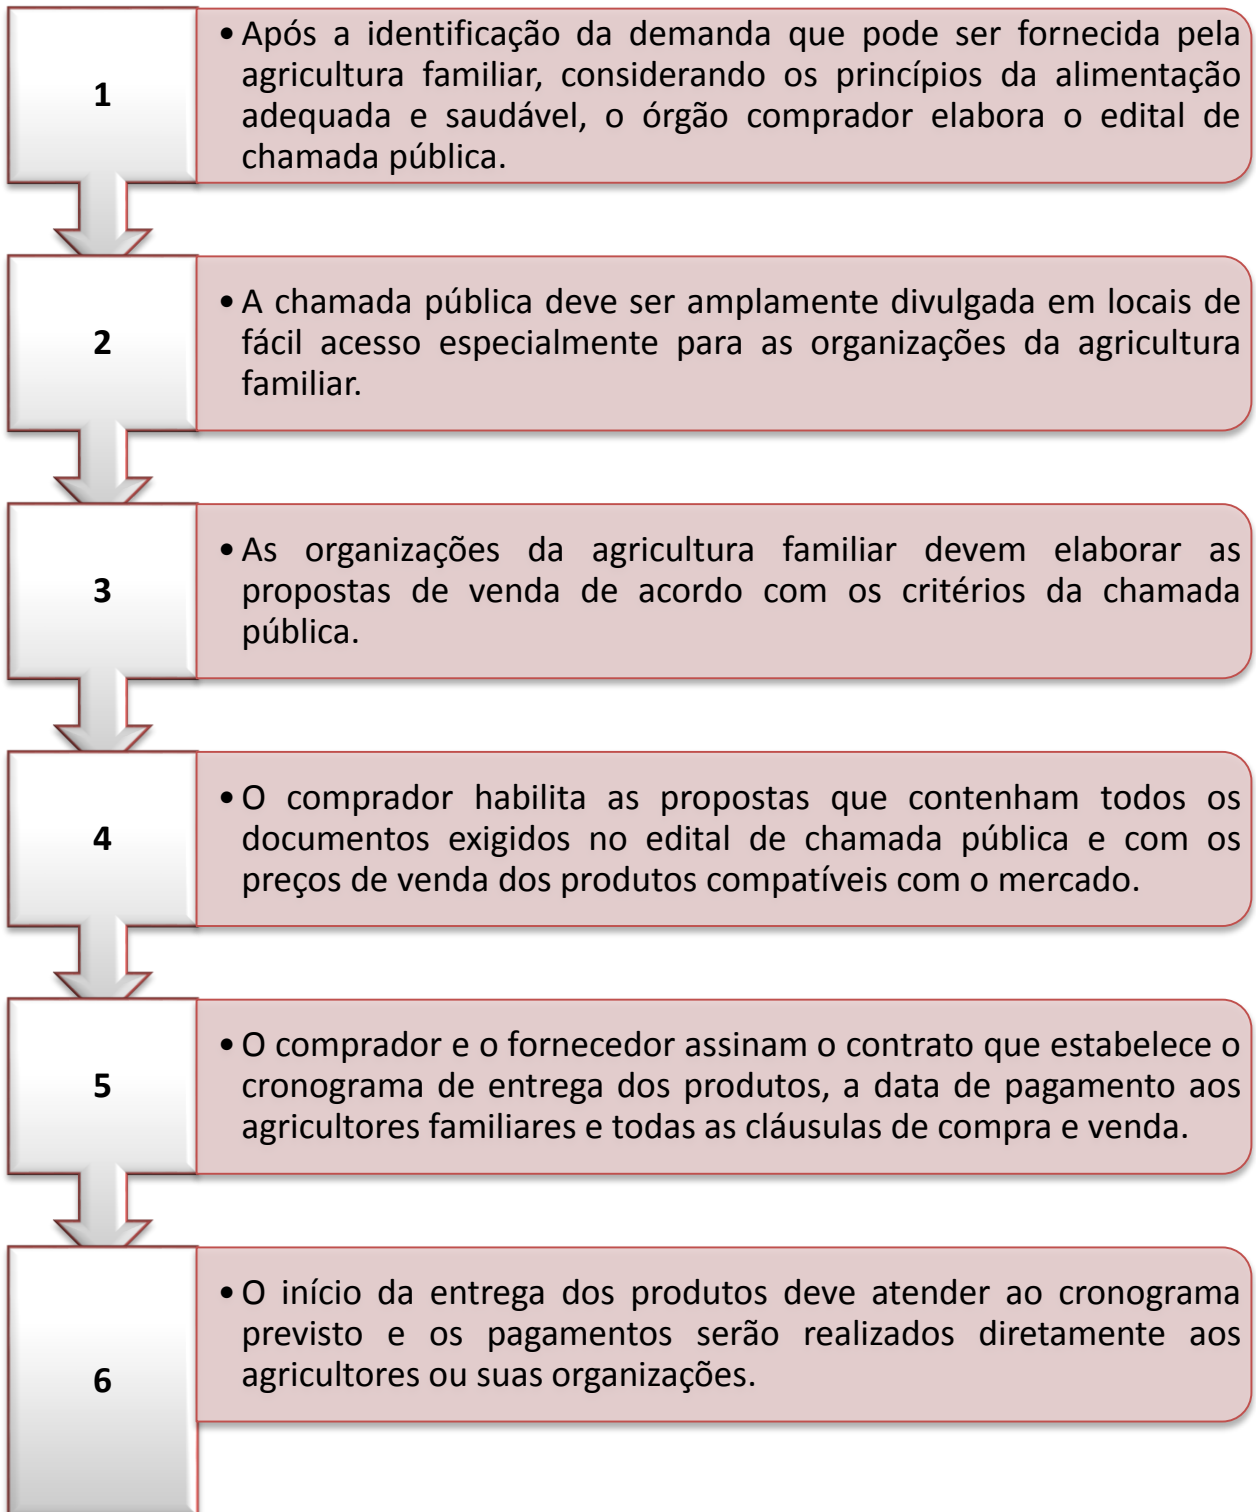 1
• Após a identificação da demanda que pode ser fornecida pela
agricultura familiar, considerando os princípios da alimentação
adequada e saudável, o órgão comprador elabora o edital de
chamada pública.
2
• A chamada pública deve ser amplamente divulgada em locais de
fácil acesso especialmente para as organizações da agricultura
familiar.
3
• As organizações da agricultura familiar devem elaborar as
propostas de venda de acordo com os critérios da chamada
pública.
4
• O comprador habilita as propostas que contenham todos os
documentos exigidos no edital de chamada pública e com os
preços de venda dos produtos compatíveis com o mercado.
5
• O comprador e o fornecedor assinam o contrato que estabelece o
cronograma de entrega dos produtos, a data de pagamento aos
agricultores familiares e todas as cláusulas de compra e venda.
6
• O início da entrega dos produtos deve atender ao cronograma
previsto e os pagamentos serão realizados diretamente aos
agricultores ou suas organizações.